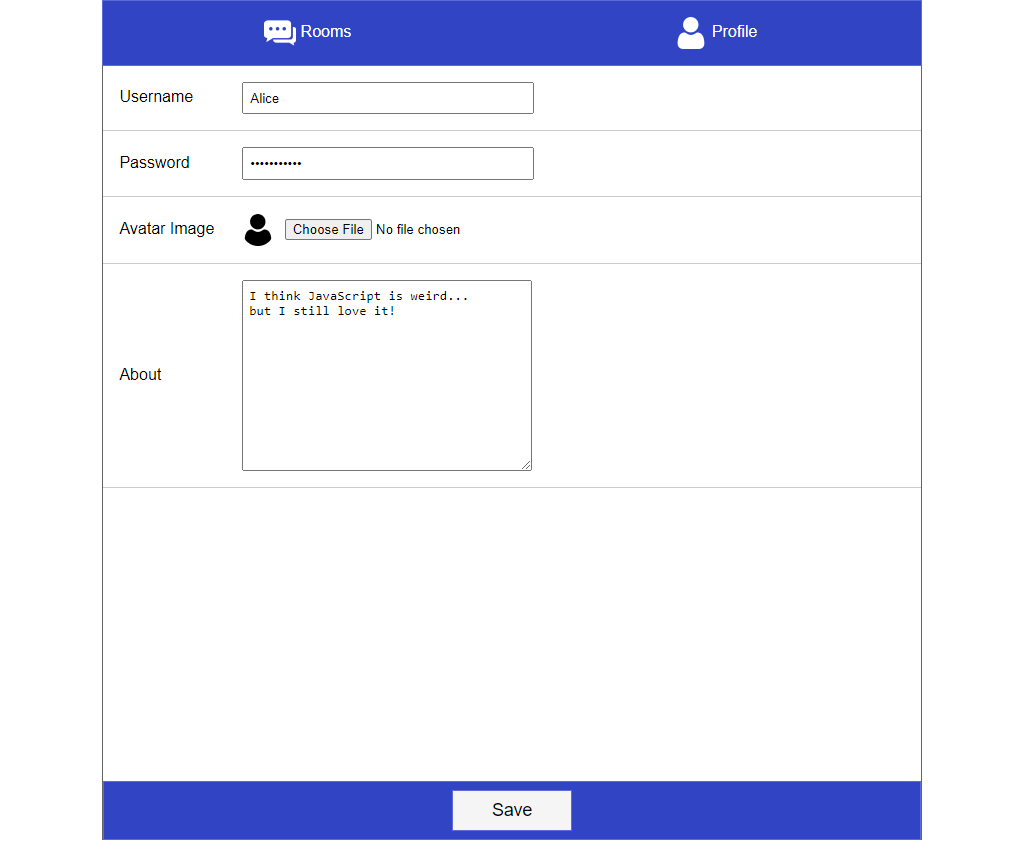 Rooms
Profile
Username
Alice
Password
•••••••••••
Avatar Image
Choose File No file chosen
About
I think JavaScript is weird...
but I still love it!
Save